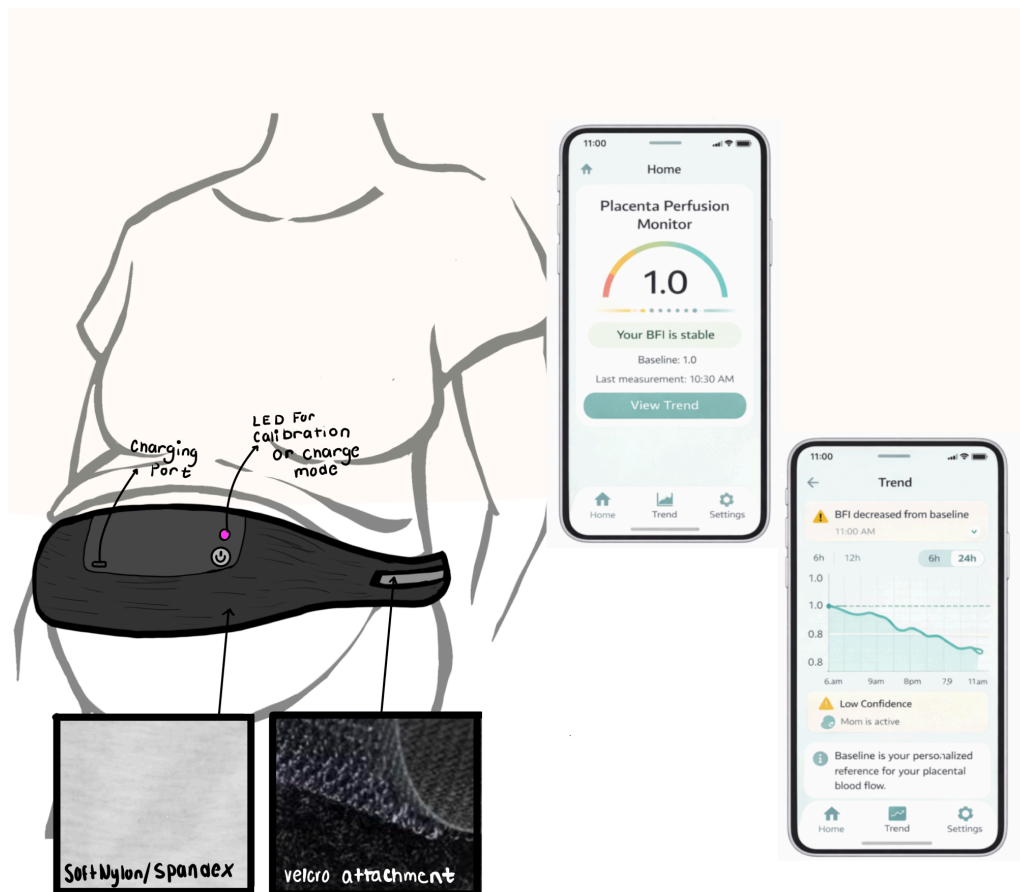 Charging
Port
LED For
Calibration
or charge
mode
Soft Nylon/Spandex
velcro attachment
11:00
Home
Placenta Perfusion
Monitor
1.0
Your BFI is stable
Baseline: 1.0
Last measurement: 10:30 AM
View Trend
Home Trend Settings
11:00
Trend
BFI decreased from baseline
11:00 AM
6h 12h 6h 24h
1.0
1.0
0.8
0.8
6.am 9am 8pm 7,9 11am
Low Confidence
Mom is active
Baseline is your personalized
reference for your placental
blood flow.
Home Trend Settings